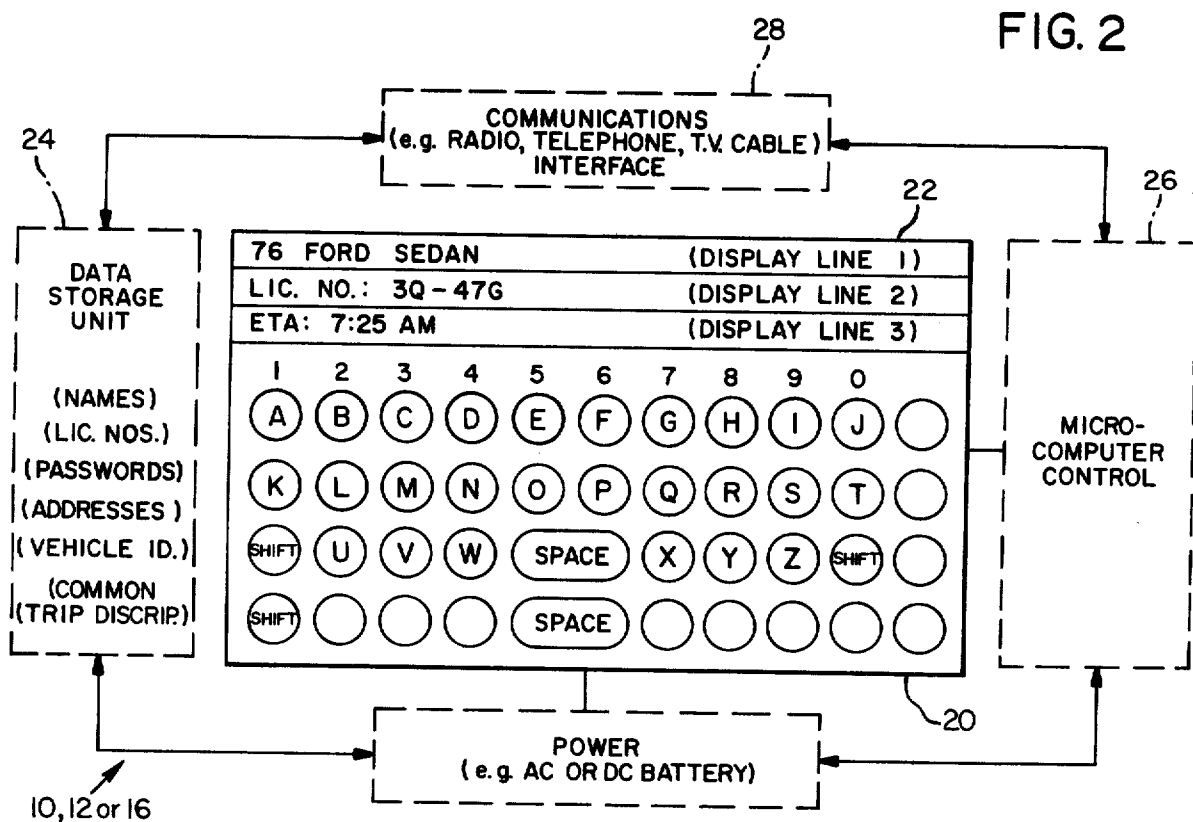 FIG. 2
28
COMMUNICATIONS
(e.g. RADIO, TELEPHONE, T.V. CABLE)
INTERFACE
24
26
22
DATA
STORAGE
UNIT
(NAMES)
(LIC. NOS.)
(PASSWORDS)
(ADDRESSES)
(VEHICLE ID.)
(COMMON
(TRIP DISCRIP.)
76 FORD SEDAN (DISPLAY LINE 1)
LIC. NO.: 3Q-47G (DISPLAY LINE 2)
ETA: 7:25 AM (DISPLAY LINE 3)
1 2 3 4 5 6 7 8 9 0
A B C D E F G H I J
K L M N O P Q R S T
SHIFT U V W SPACE X Y Z SHIFT
SHIFT SPACE
MICRO-
COMPUTER
CONTROL
20
POWER
(e.g. AC OR DC BATTERY)
10, 12 or 16